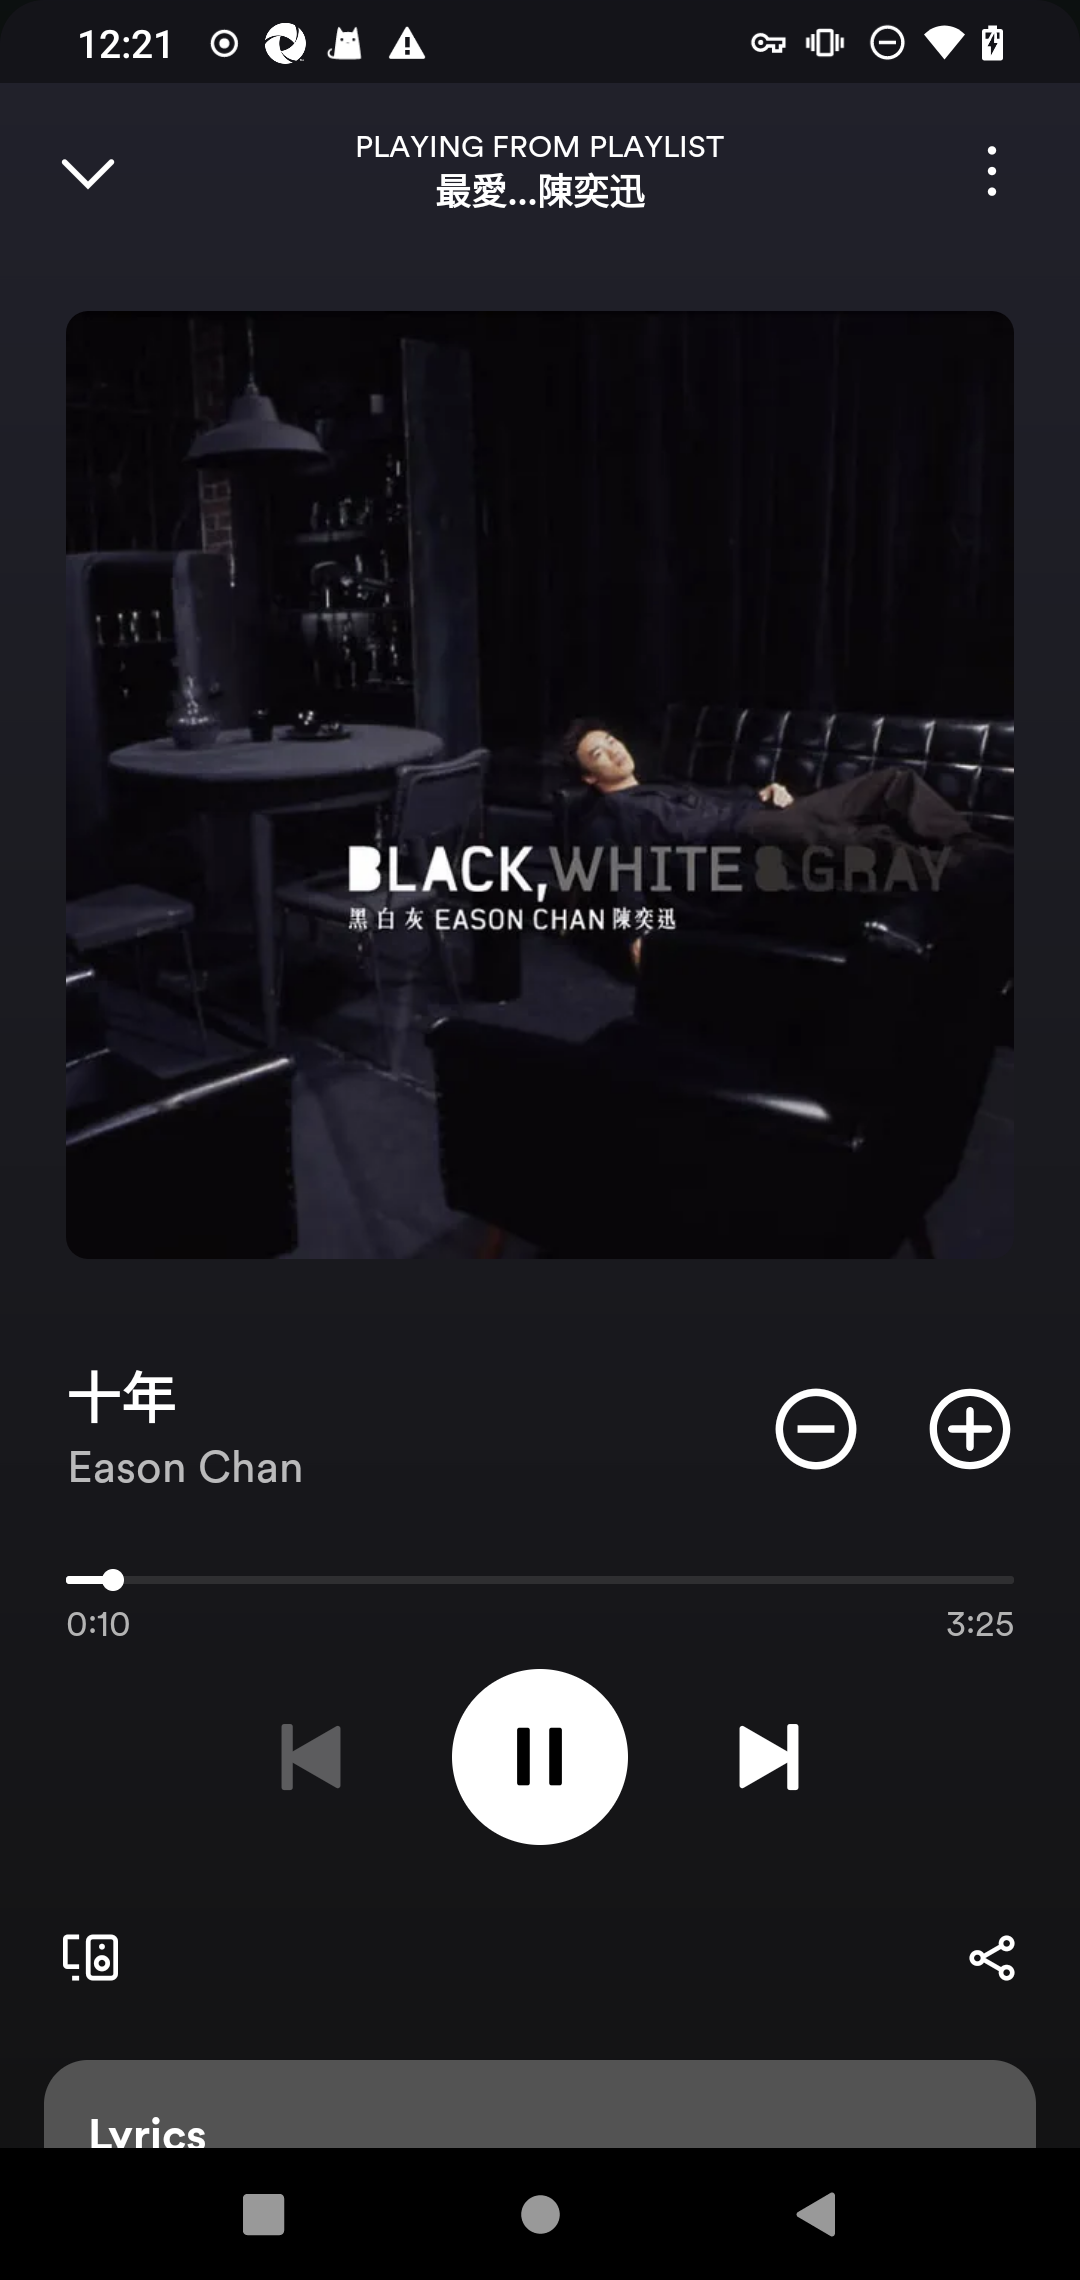 12:21
PLAYING FROM PLAYLIST
最愛...陳奕迅
BLACK, WHITE & GRAY
黑白灰 EASON CHAN 陳奕迅
十年
Eason Chan
0:10
3:25
Lyrics